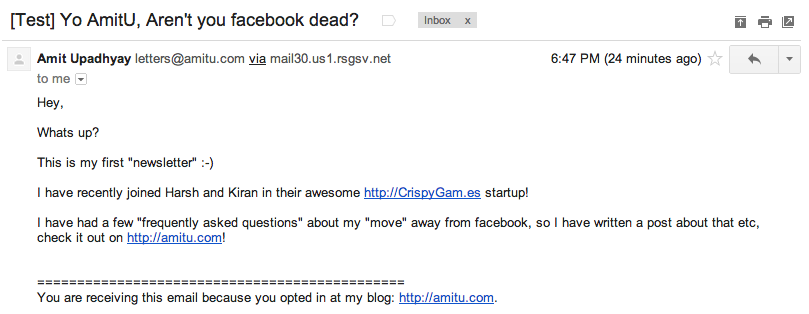 [Test] Yo AmitU, Aren't you facebook dead? Inbox x
Amit Upadhyay letters@amitu.com via mail30.us1.rsgsv.net 6:47 PM (24 minutes ago)
to me
Hey,
Whats up?
This is my first "newsletter" :-)
I have recently joined Harsh and Kiran in their awesome http://CrispyGam.es startup!
I have had a few "frequently asked questions" about my "move" away from facebook, so I have written a post about that etc,
check it out on http://amitu.com!
==============================================
You are receiving this email because you opted in at my blog: http://amitu.com.